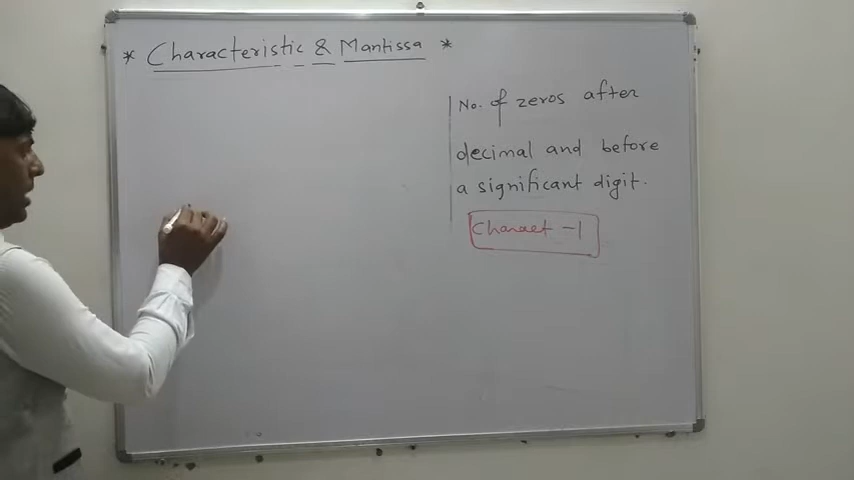 * Characteristic & Mantissa *
No. of zeros after
decimal and before
a significant digit.
Charact -1